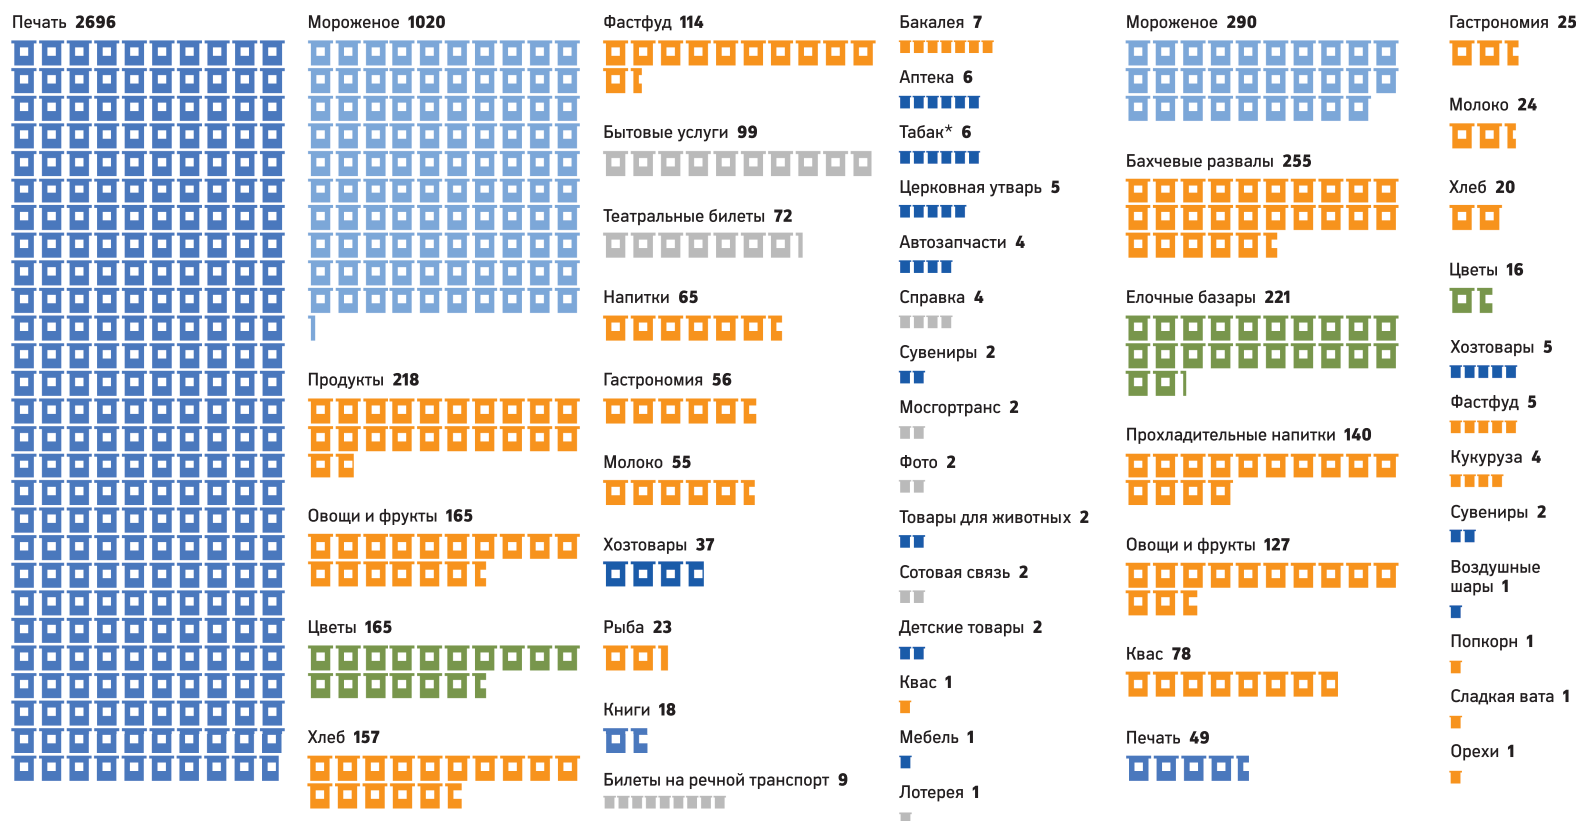 Печать 2696
Мороженое 1020
Продукты 218
Овощи и фрукты 165
Цветы 165
Хлеб 157
Фастфуд 114
Бытовые услуги 99
Театральные билеты 72
Напитки 65
Гастрономия 56
Молоко 55
Хозтовары 37
Рыба 23
Книги 18
Билеты на речной транспорт 9
Бакалея 7
Аптека 6
Табак* 6
Церковная утварь 5
Автозапчасти 4
Справка 4
Сувениры 2
Мосгортранс 2
Фото 2
Товары для животных 2
Сотовая связь 2
Детские товары 2
Квас 1
Мебель 1
Лотерея 1
Мороженое 290
Бахчевые развалы 255
Елочные базары 221
Прохладительные напитки 140
Овощи и фрукты 127
Квас 78
Печать 49
Гастрономия 25
Молоко 24
Хлеб 20
Цветы 16
Хозтовары 5
Фастфуд 5
Кукуруза 4
Сувениры 2
Воздушные
шары 1
Попкорн 1
Сладкая вата 1
Орехи 1